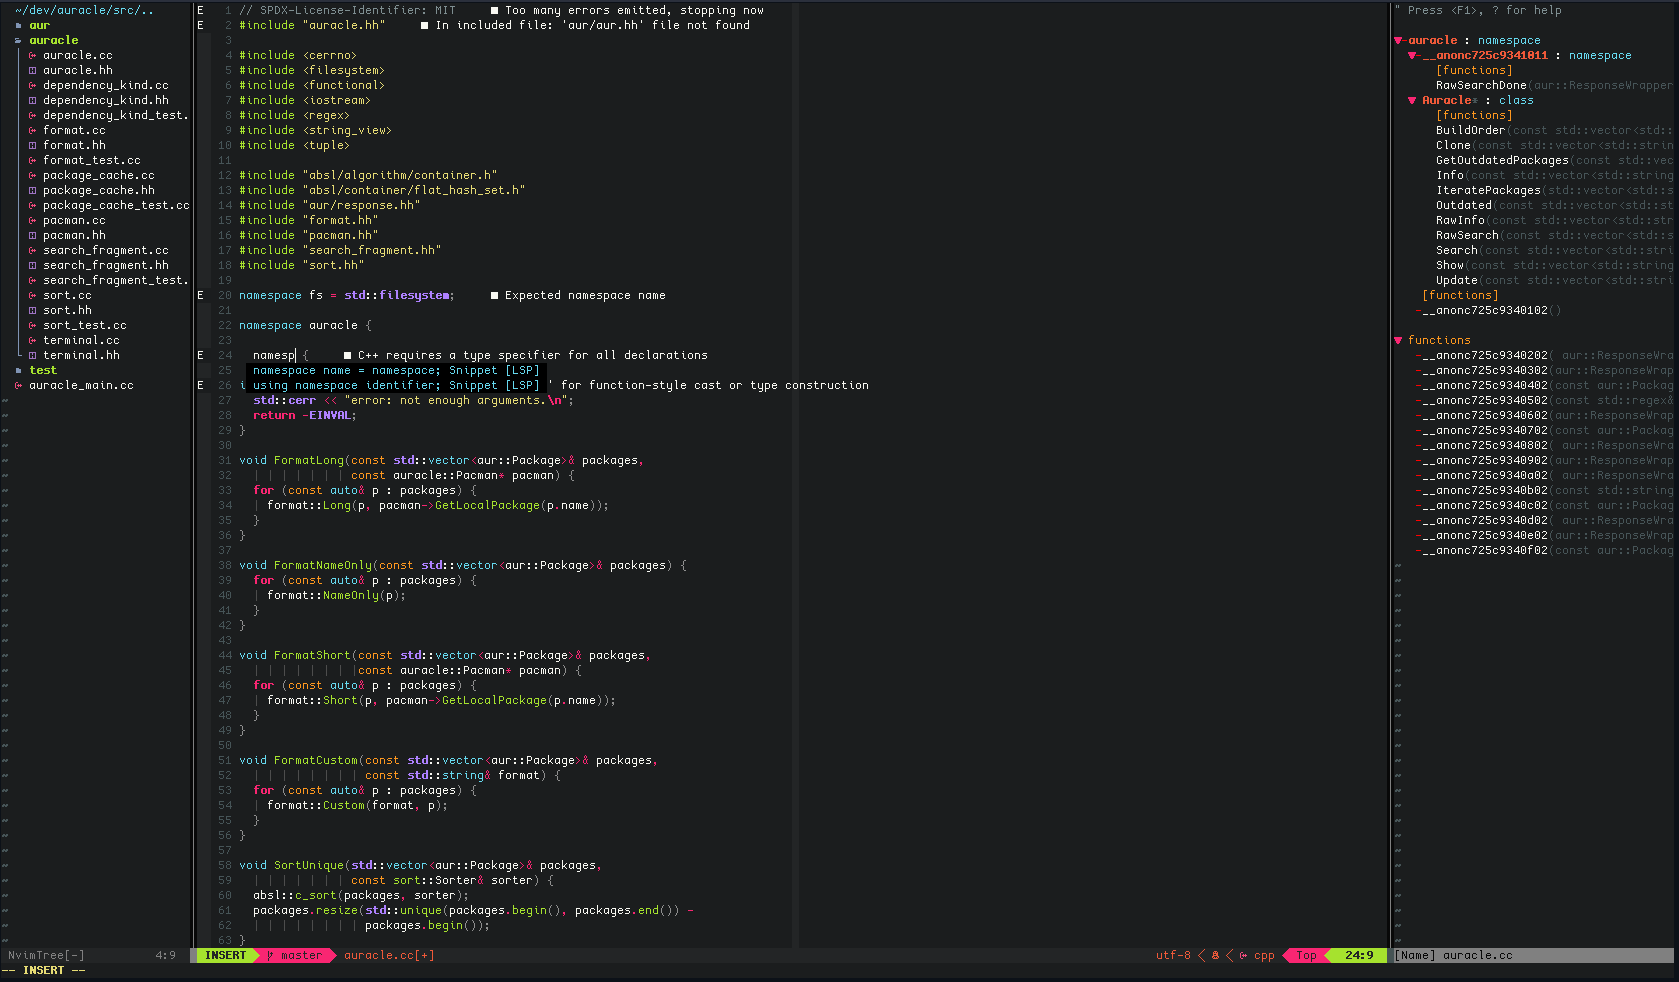 ~/dev/auracle/src/..
aur
auracle
auracle.cc
auracle.hh
dependency_kind.cc
dependency_kind.hh
dependency_kind_test.
format.cc
format.hh
format_test.cc
package_cache.cc
package_cache.hh
package_cache_test.cc
pacman.cc
pacman.hh
search_fragment.cc
search_fragment.hh
search_fragment_test.
sort.cc
sort.hh
sort_test.cc
terminal.cc
terminal.hh
test
auracle_main.cc
NvimTree[-] 4:9
E 1 // SPDX-License-Identifier: MIT ■ Too many errors emitted, stopping now
E 2 #include "auracle.hh" ■ In included file: 'aur/aur.hh' file not found
3
4 #include <cerrno>
5 #include <filesystem>
6 #include <functional>
7 #include <iostream>
8 #include <regex>
9 #include <string_view>
10 #include <tuple>
11
12 #include "absl/algorithm/container.h"
13 #include "absl/container/flat_hash_set.h"
14 #include "aur/response.hh"
15 #include "format.hh"
16 #include "pacman.hh"
17 #include "search_fragment.hh"
18 #include "sort.hh"
19
E 20 namespace fs = std::filesystem; ■ Expected namespace name
21
22 namespace auracle {
23
E 24 namesp { ■ C++ requires a type specifier for all declarations
25 namespace name = namespace; Snippet [LSP]
E 26 i using namespace identifier; Snippet [LSP] ' for function-style cast or type construction
27 std::cerr << "error: not enough arguments.\n";
28 return -EINVAL;
29 }
30
31 void FormatLong(const std::vector<aur::Package>& packages,
32 const auracle::Pacman* pacman) {
33 for (const auto& p : packages) {
34 format::Long(p, pacman->GetLocalPackage(p.name));
35 }
36 }
37
38 void FormatNameOnly(const std::vector<aur::Package>& packages) {
39 for (const auto& p : packages) {
40 format::NameOnly(p);
41 }
42 }
43
44 void FormatShort(const std::vector<aur::Package>& packages,
45 const auracle::Pacman* pacman) {
46 for (const auto& p : packages) {
47 format::Short(p, pacman->GetLocalPackage(p.name));
48 }
49 }
50
51 void FormatCustom(const std::vector<aur::Package>& packages,
52 const std::string& format) {
53 for (const auto& p : packages) {
54 format::Custom(format, p);
55 }
56 }
57
58 void SortUnique(std::vector<aur::Package>& packages,
59 const sort::Sorter& sorter) {
60 absl::c_sort(packages, sorter);
61 packages.resize(std::unique(packages.begin(), packages.end()) -
62 packages.begin());
63 }
INSERT master auracle.cc[+] utf-8 cpp Top 24:9
" Press <F1>, ? for help
▼-auracle : namespace
▼ __anonc725c9341011 : namespace
[functions]
RawSearchDone(aur::ResponseWrapper
▼ Auracle* : class
[functions]
BuildOrder(const std::vector<std::
Clone(const std::vector<std::strin
GetOutdatedPackages(const std::vec
Info(const std::vector<std::string
IteratePackages(std::vector<std::s
Outdated(const std::vector<std::st
RawInfo(const std::vector<std::str
RawSearch(const std::vector<std::s
Search(const std::vector<std::stri
Show(const std::vector<std::string
Update(const std::vector<std::stri
[functions]
-__anonc725c9340102()
▼ functions
-__anonc725c9340202( aur::ResponseWrap
-__anonc725c9340302( aur::ResponseWrap
-__anonc725c9340402(const aur::Packag
-__anonc725c9340502(const std::regex&
-__anonc725c9340602( aur::ResponseWrap
-__anonc725c9340702(const aur::Packag
-__anonc725c9340802( aur::ResponseWrap
-__anonc725c9340902( aur::ResponseWrap
-__anonc725c9340a02( aur::ResponseWrap
-__anonc725c9340b02(const std::string
-__anonc725c9340c02(const aur::Packag
-__anonc725c9340d02( aur::ResponseWrap
-__anonc725c9340e02( aur::ResponseWrap
-__anonc725c9340f02(const aur::Packag
[Name] auracle.cc
-- INSERT --